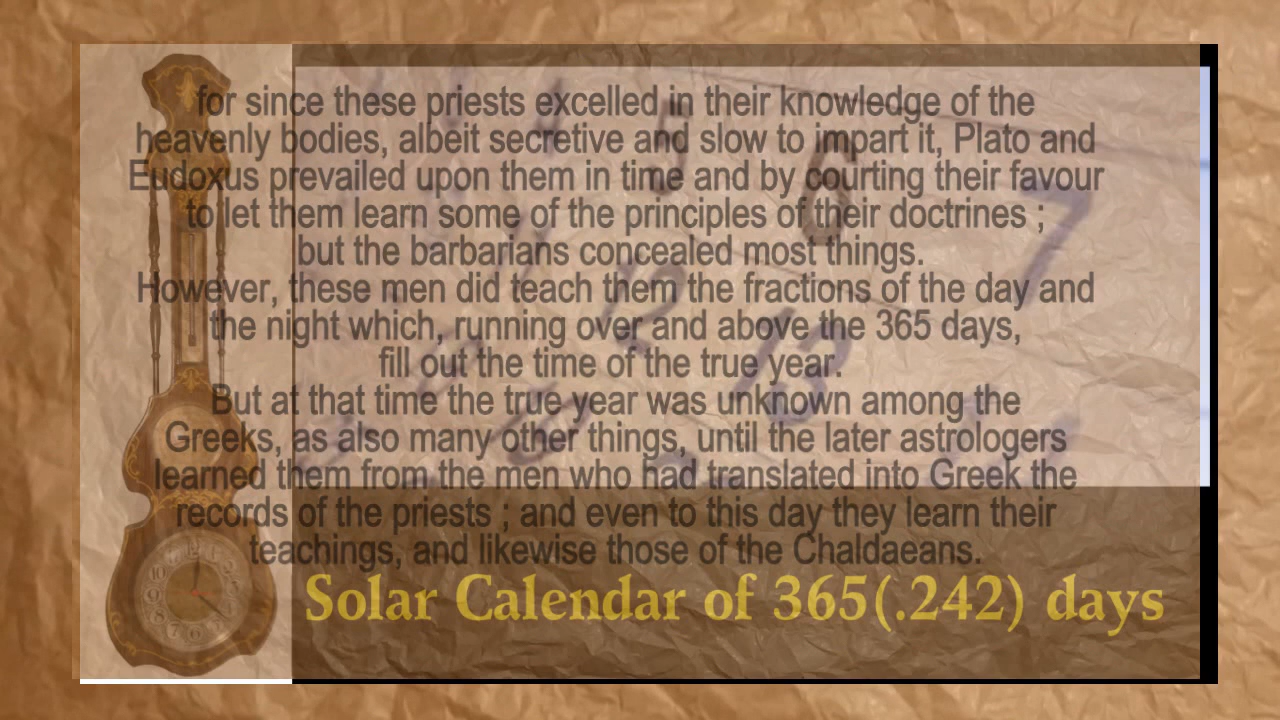 for since these priests excelled in their knowledge of the
heavenly bodies, albeit secretive and slow to impart it, Plato and
Eudoxus prevailed upon them in time and by courting their favour
to let them learn some of the principles of their doctrines ;
but the barbarians concealed most things.
However, these men did teach them the fractions of the day and
the night which, running over and above the 365 days,
fill out the time of the true year.
But at that time the true year was unknown among the
Greeks, as also many other things, until the later astrologers
learned them from the men who had translated into Greek the
records of the priests ; and even to this day they learn their
teachings, and likewise those of the Chaldaeans.
Solar Calendar of 365(.242) days
5
6
7
12
13